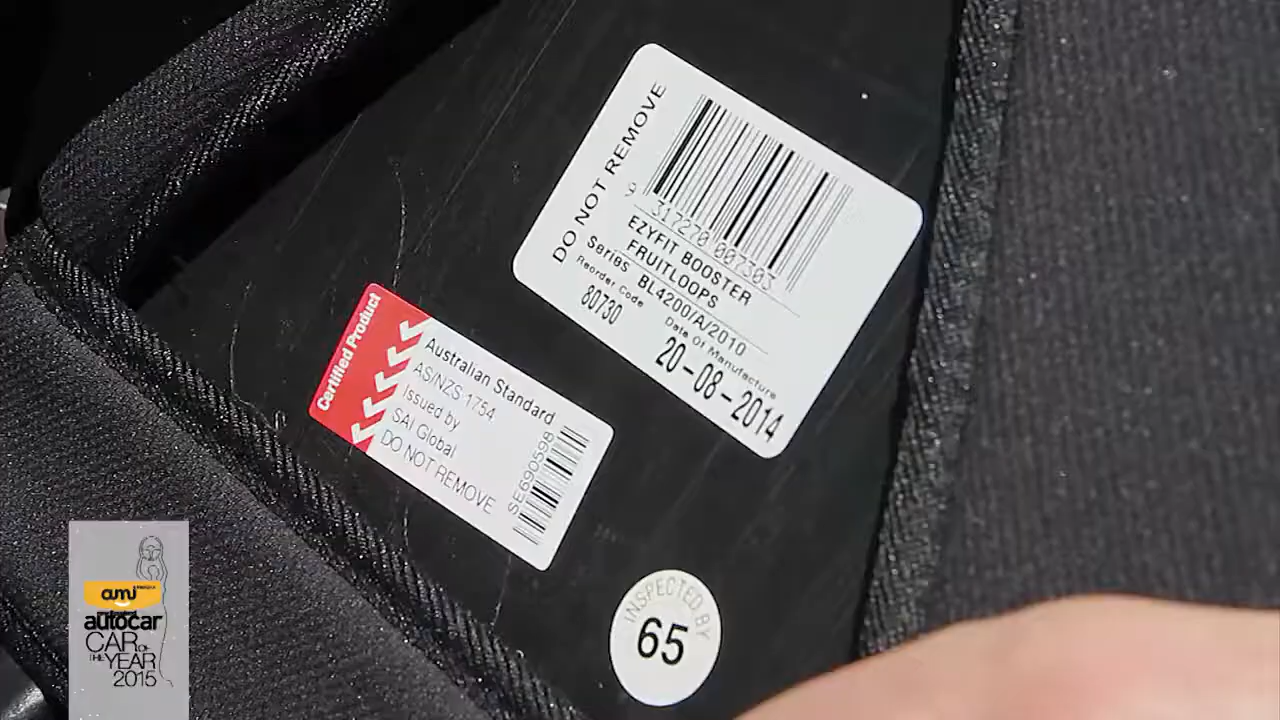 DO NOT REMOVE
9 317270 007303
EZYFIT BOOSTER
FRUITLOOPS
Series BL4200/A/2010
Reorder Code
80730
Date Of Manufacture
20-08-2014
Certified Product
Australian Standard
AS/NZS 1754
Issued by
SAI Global
DO NOT REMOVE
SE690598
INSPECTED BY
65
ami
autocar
CAR OF
THE YEAR
2015